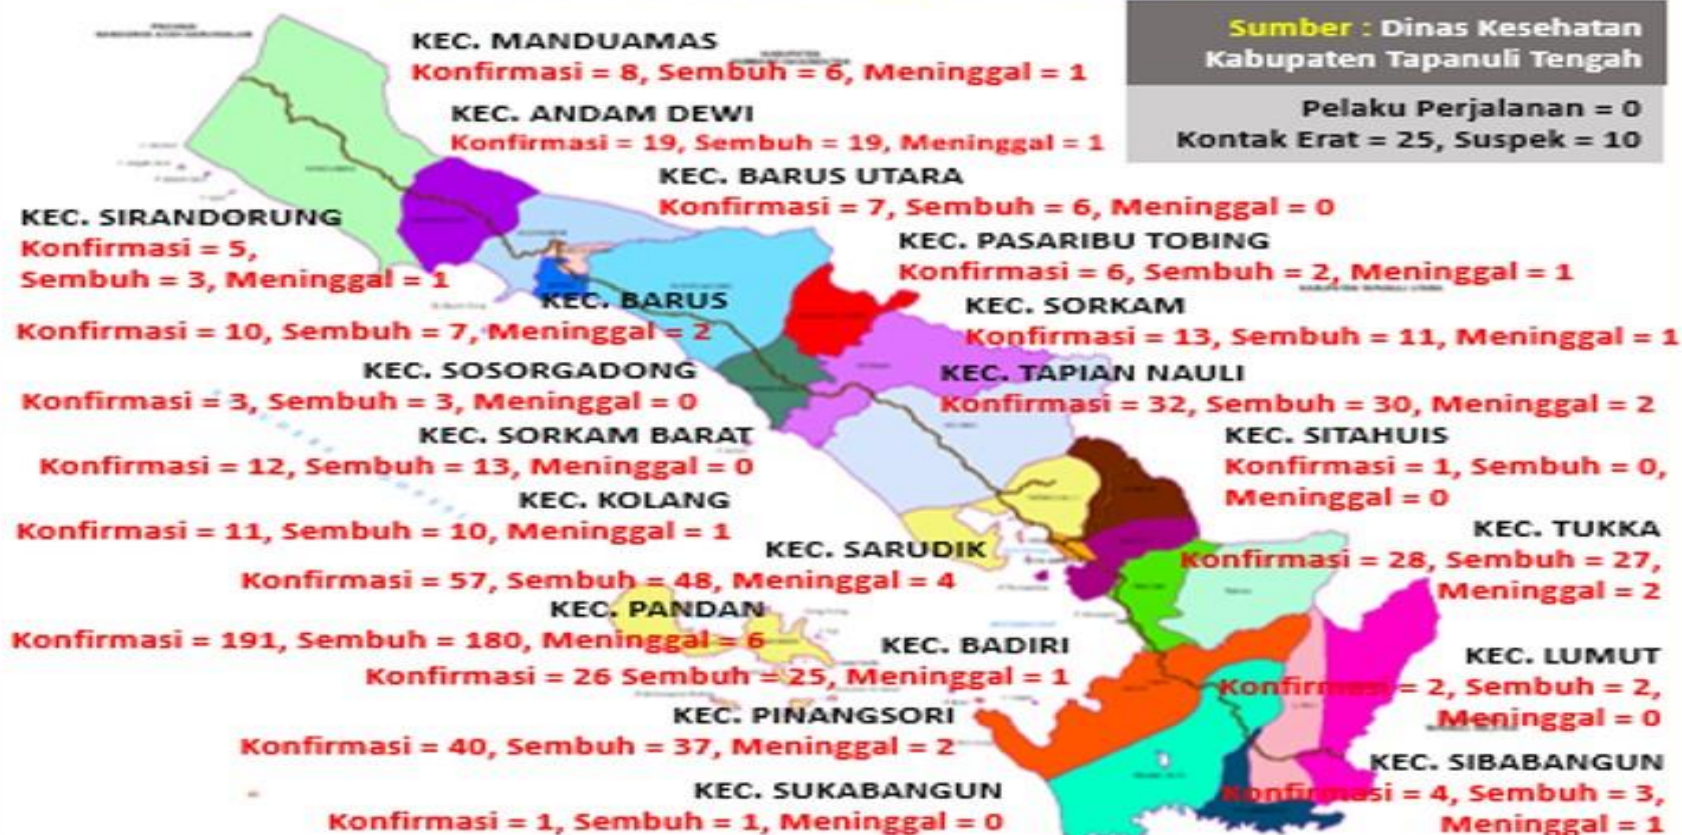 Sumber : Dinas Kesehatan
Kabupaten Tapanuli Tengah
Pelaku Perjalanan = 0
Kontak Erat = 25, Suspek = 10
KEC. MANDUAMAS
Konfirmasi = 8, Sembuh = 6, Meninggal = 1
KEC. ANDAM DEWI
Konfirmasi = 19, Sembuh = 19, Meninggal = 1
KEC. BARUS UTARA
Konfirmasi = 7, Sembuh = 6, Meninggal = 0
KEC. SIRANDORUNG
Konfirmasi = 5,
Sembuh = 3, Meninggal = 1
KEC. PASARIBU TOBING
Konfirmasi = 6, Sembuh = 2, Meninggal = 1
KEC. BARUS
Konfirmasi = 10, Sembuh = 7, Meninggal = 2
KEC. SORKAM
Konfirmasi = 13, Sembuh = 11, Meninggal = 1
KEC. SOSORGADONG
Konfirmasi = 3, Sembuh = 3, Meninggal = 0
KEC. TAPIAN NAULI
Konfirmasi = 32, Sembuh = 30, Meninggal = 2
KEC. SORKAM BARAT
Konfirmasi = 12, Sembuh = 13, Meninggal = 0
KEC. SITAHUIS
Konfirmasi = 1, Sembuh = 0,
Meninggal = 0
KEC. KOLANG
Konfirmasi = 11, Sembuh = 10, Meninggal = 1
KEC. TUKKA
Konfirmasi = 28, Sembuh = 27,
Meninggal = 2
KEC. SARUDIK
Konfirmasi = 57, Sembuh = 48, Meninggal = 4
KEC. PANDAN
Konfirmasi = 191, Sembuh = 180, Meninggal = 6
KEC. BADIRI
Konfirmasi = 26 Sembuh = 25, Meninggal = 1
KEC. LUMUT
Konfirmasi = 2, Sembuh = 2,
Meninggal = 0
KEC. PINANGSORI
Konfirmasi = 40, Sembuh = 37, Meninggal = 2
KEC. SIBABANGUN
Konfirmasi = 4, Sembuh = 3,
Meninggal = 1
KEC. SUKABANGUN
Konfirmasi = 1, Sembuh = 1, Meninggal = 0